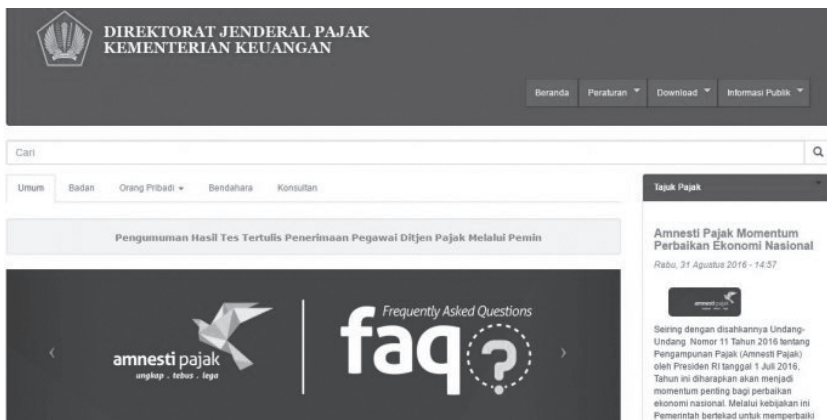 DIREKTORAT JENDERAL PAJAK
KEMENTERIAN KEUANGAN
Beranda Peraturan Download Informasi Publik
Cari
Umum Badan Orang Pribadi Bendahara Konsultan
Pengumuman Hasil Tes Tertulis Penerimaan Pegawai Ditjen Pajak Melalui Pemin
amnesti pajak
ungkap . tebus . lega
Frequently Asked Questions
faq?
Tajuk Pajak
Amnesti Pajak Momentum
Perbaikan Ekonomi Nasional
Rabu, 31 Agustus 2016 - 14:57
amnesti pajak
Seiring dengan disahkannya Undang-
Undang Nomor 11 Tahun 2016 tentang
Pengampunan Pajak (Amnesti Pajak)
oleh Presiden RI tanggal 1 Juli 2016,
Tahun ini diharapkan akan menjadi
momentum penting bagi perbaikan
ekonomi nasional. Melalui kebijakan ini
Pemerintah bertekad untuk memperbaiki